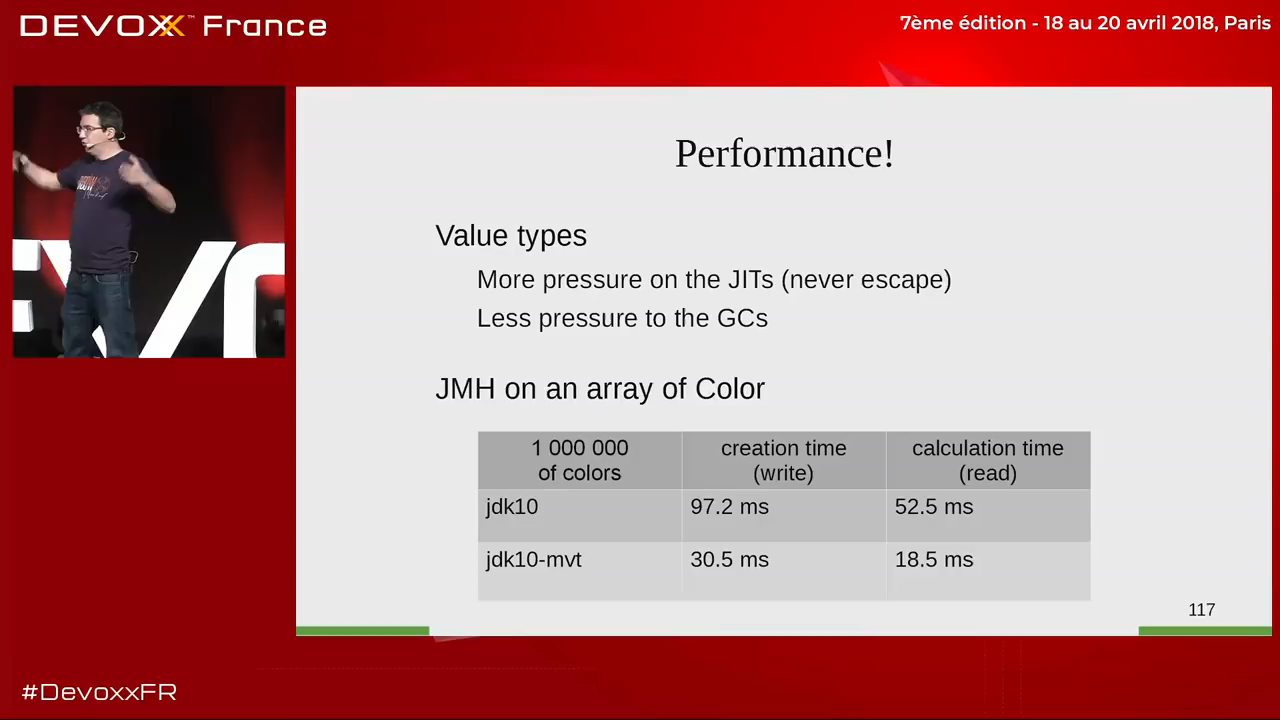 DEVOXX™ France
7ème édition - 18 au 20 avril 2018, Paris
Performance!
Value types
More pressure on the JITs (never escape)
Less pressure to the GCs
JMH on an array of Color
1 000 000 of colors
creation time (write)
calculation time (read)
jdk10
97.2 ms
52.5 ms
jdk10-mvt
30.5 ms
18.5 ms
117
#DevoxxFR